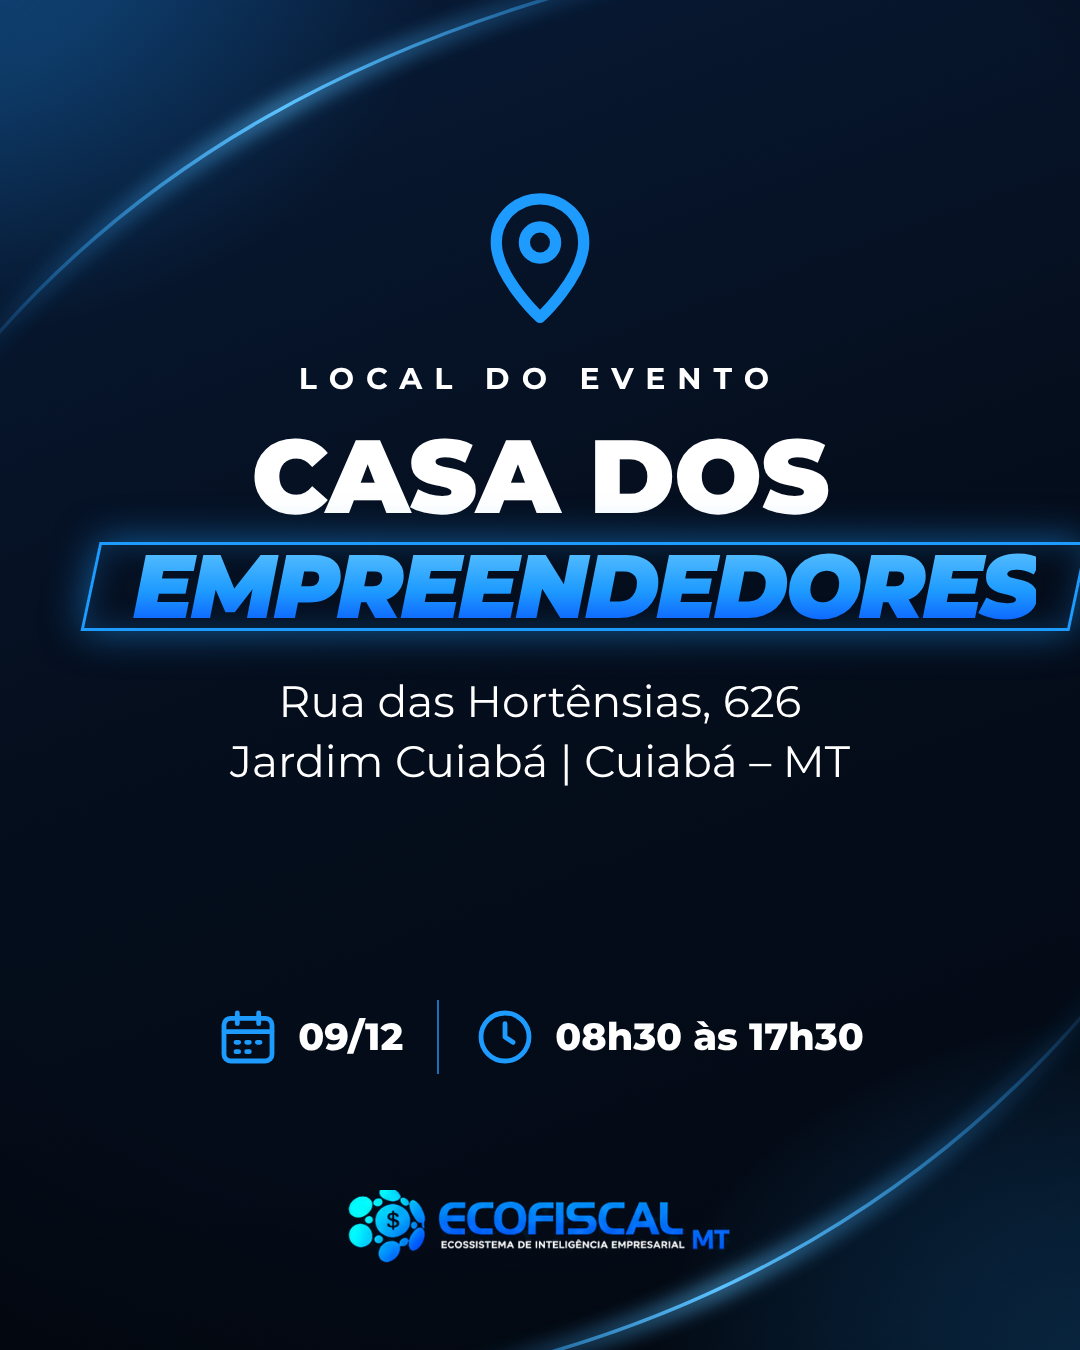 LOCAL DO EVENTO
CASA DOS
EMPREENDEDORES
Rua das Hortênsias, 626
Jardim Cuiabá | Cuiabá – MT
09/12
08h30 às 17h30
$
ECOFISCAL MT
ECOSSISTEMA DE INTELIGÊNCIA EMPRESARIAL